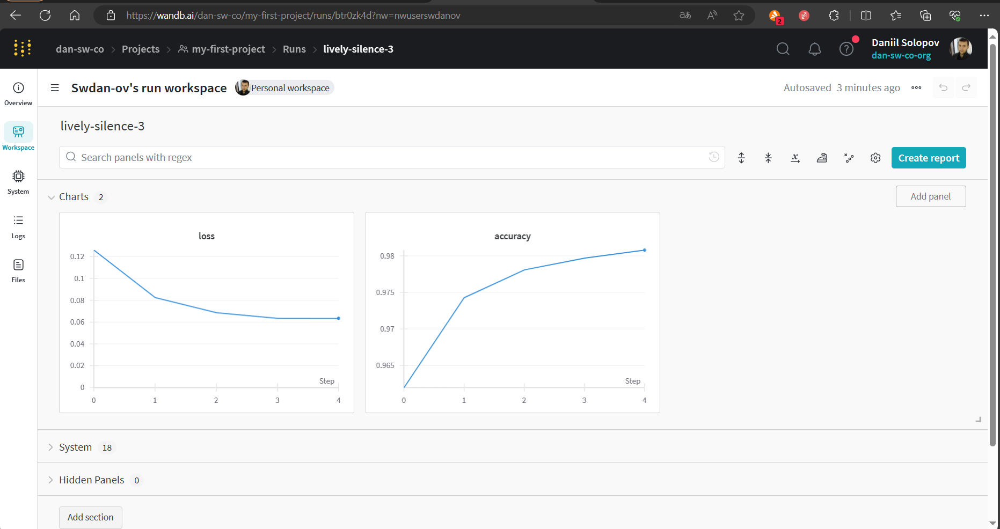 https://wandb.ai/dan-sw-co/my-first-project/runs/btr0zk4d?nw=nwuserswdanov
aあ
A
2
dan-sw-co > Projects > my-first-project > Runs > lively-silence-3
Daniil Solopov
dan-sw-co-org
Swdan-ov's run workspace
Personal workspace
Autosaved 3 minutes ago
Overview
Workspace
System
Logs
Files
lively-silence-3
Search panels with regex
Create report
Charts 2
Add panel
loss
0.12
0.1
0.08
0.06
0.04
0.02
0
Step
0 1 2 3 4
accuracy
0.98
0.975
0.97
0.965
Step
0 1 2 3 4
System 18
Hidden Panels 0
Add section